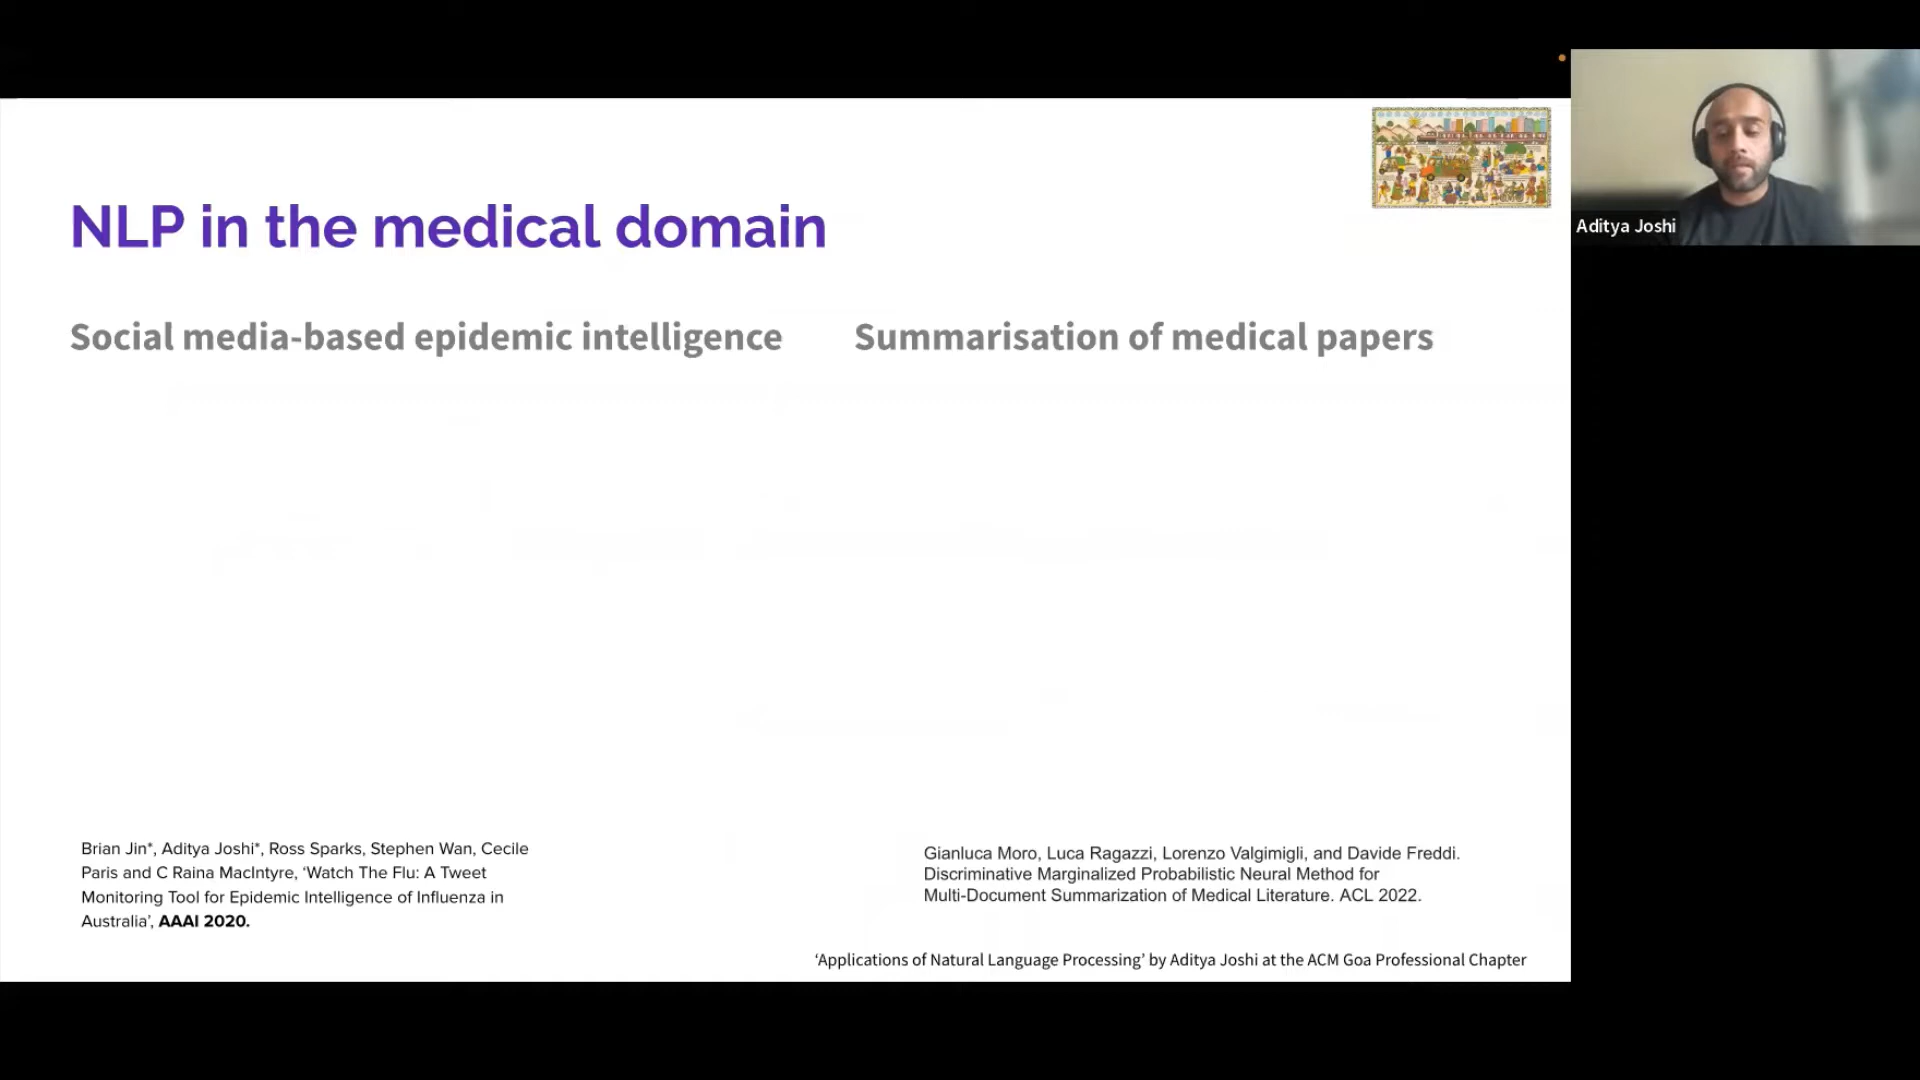 NLP in the medical domain
Social media-based epidemic intelligence
Summarisation of medical papers
Brian Jin*, Aditya Joshi*, Ross Sparks, Stephen Wan, Cecile
Paris and C Raina MacIntyre, ‘Watch The Flu: A Tweet
Monitoring Tool for Epidemic Intelligence of Influenza in
Australia’, AAAI 2020.
Gianluca Moro, Luca Ragazzi, Lorenzo Valgimigli, and Davide Freddi.
Discriminative Marginalized Probabilistic Neural Method for
Multi-Document Summarization of Medical Literature. ACL 2022.
‘Applications of Natural Language Processing’ by Aditya Joshi at the ACM Goa Professional Chapter
Aditya Joshi